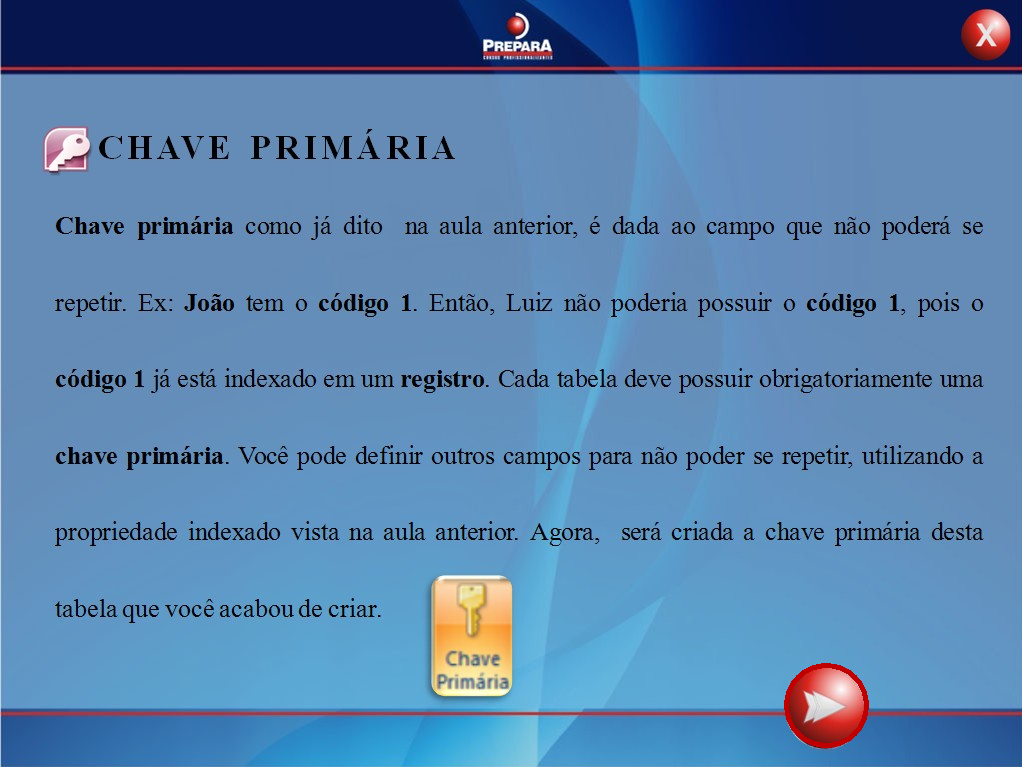 PREPARA
CURSOS PROFISSIONALIZANTES
X
CHAVE PRIMÁRIA
Chave primária como já dito na aula anterior, é dada ao campo que não poderá se
repetir. Ex: João tem o código 1. Então, Luiz não poderia possuir o código 1, pois o
código 1 já está indexado em um registro. Cada tabela deve possuir obrigatoriamente uma
chave primária. Você pode definir outros campos para não poder se repetir, utilizando a
propriedade indexado vista na aula anterior. Agora, será criada a chave primária desta
tabela que você acabou de criar.
Chave
Primária